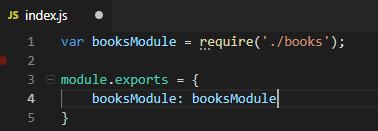 JS index.js
1 var booksModule = require('./books');
2
3 module.exports = {
4 booksModule: booksModule
5 }